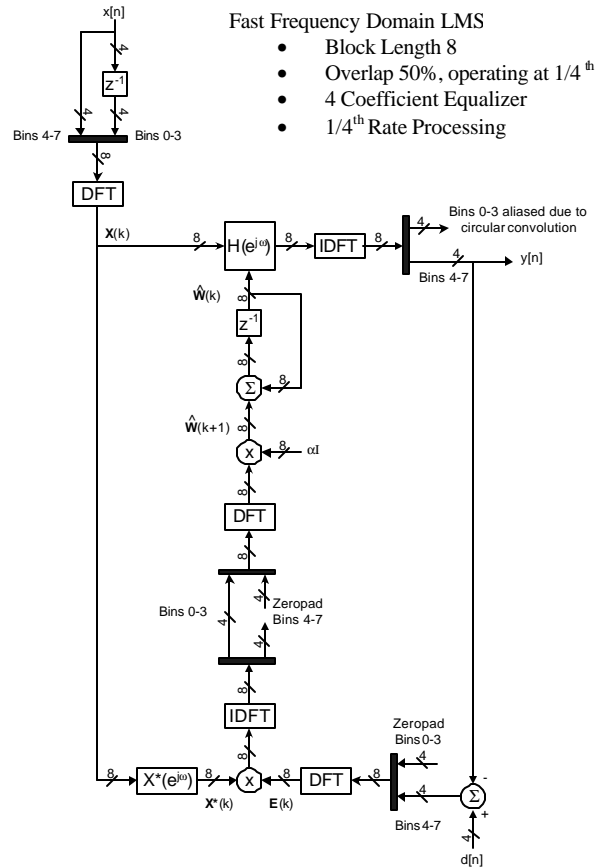 x[n]
Fast Frequency Domain LMS
• Block Length 8
• Overlap 50%, operating at 1/4 th
• 4 Coefficient Equalizer
• 1/4th Rate Processing
4
z-1
4
4
Bins 4-7
Bins 0-3
8
DFT
X(k)
8
H(ejω)
8
IDFT
8
4
Bins 0-3 aliased due to
circular convolution
4
y[n]
Bins 4-7
Ŵ(k)
8
z-1
8
Σ
8
Ŵ(k+1)
8
x
8
αI
8
DFT
8
Bins 0-3
4
4
Zeropad
Bins 4-7
4
8
IDFT
8
Zeropad
Bins 0-3
4
8
X*(ejω)
8
x
8
DFT
8
4
-
Σ
+
X*(k)
E(k)
Bins 4-7
4
d[n]